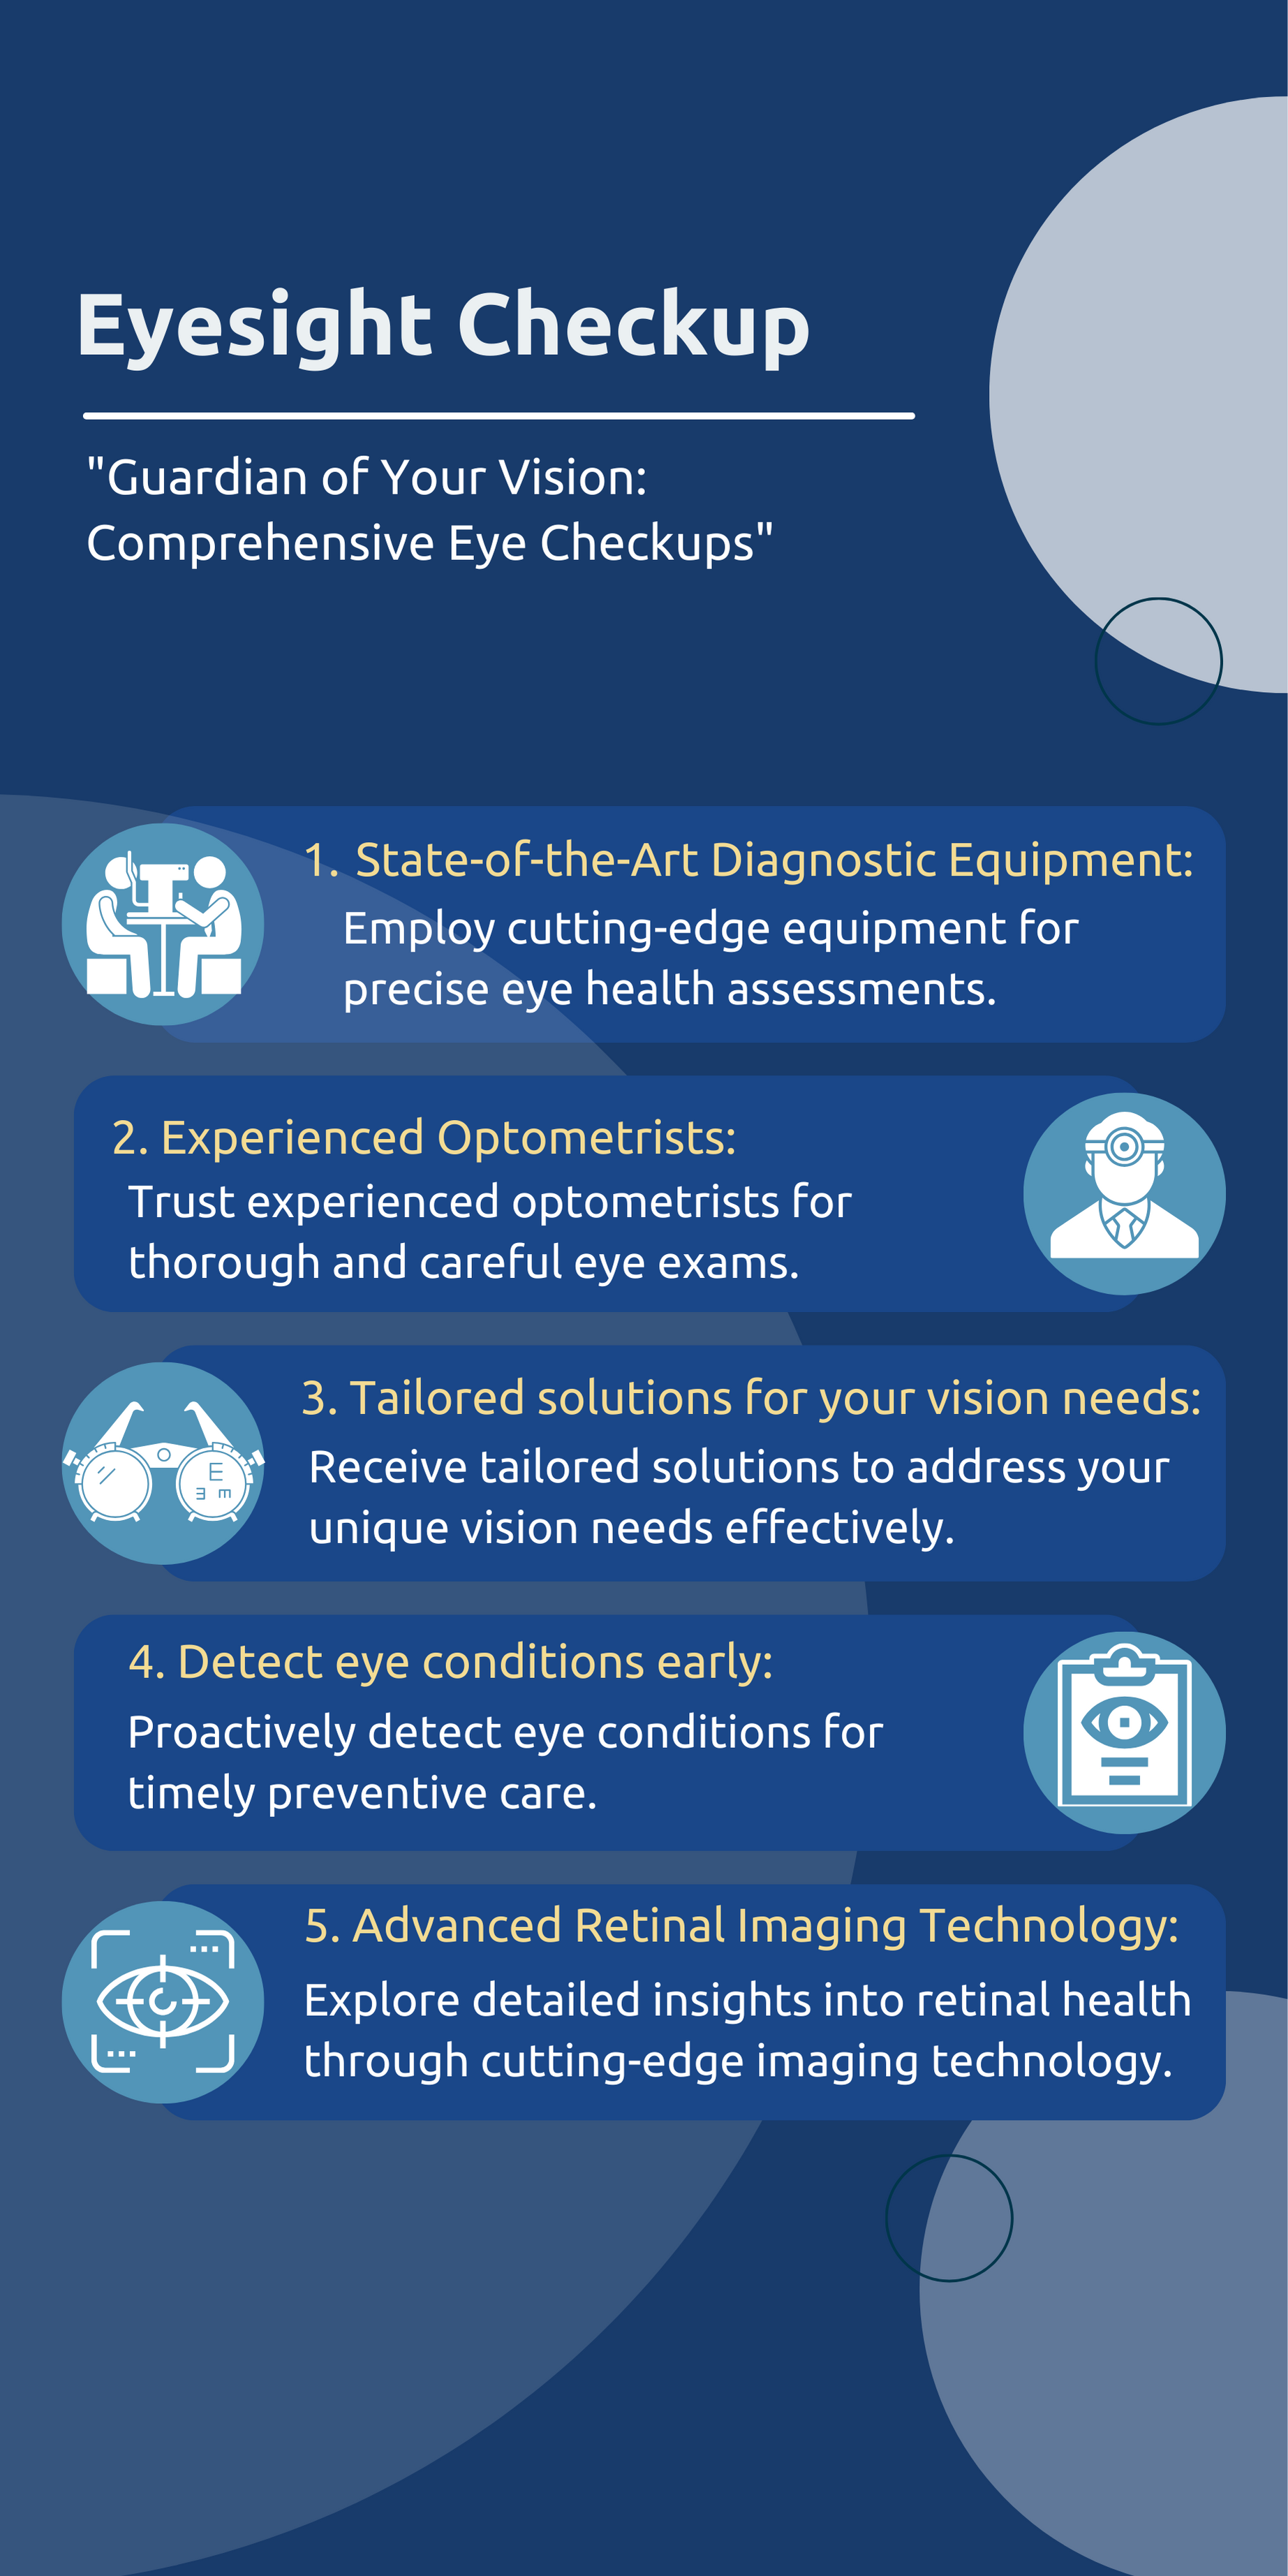 Eyesight Checkup
"Guardian of Your Vision:
Comprehensive Eye Checkups"
1. State-of-the-Art Diagnostic Equipment:
Employ cutting-edge equipment for
precise eye health assessments.
2. Experienced Optometrists:
Trust experienced optometrists for
thorough and careful eye exams.
3. Tailored solutions for your vision needs:
Receive tailored solutions to address your
unique vision needs effectively.
E
E m
4. Detect eye conditions early:
Proactively detect eye conditions for
timely preventive care.
5. Advanced Retinal Imaging Technology:
Explore detailed insights into retinal health
through cutting-edge imaging technology.